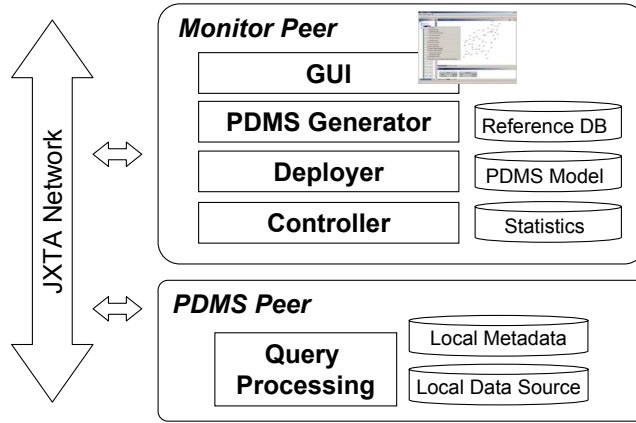 JXTA Network
Monitor Peer
GUI
PDMS Generator
Reference DB
Deployer
PDMS Model
Controller
Statistics
PDMS Peer
Query
Processing
Local Metadata
Local Data Source